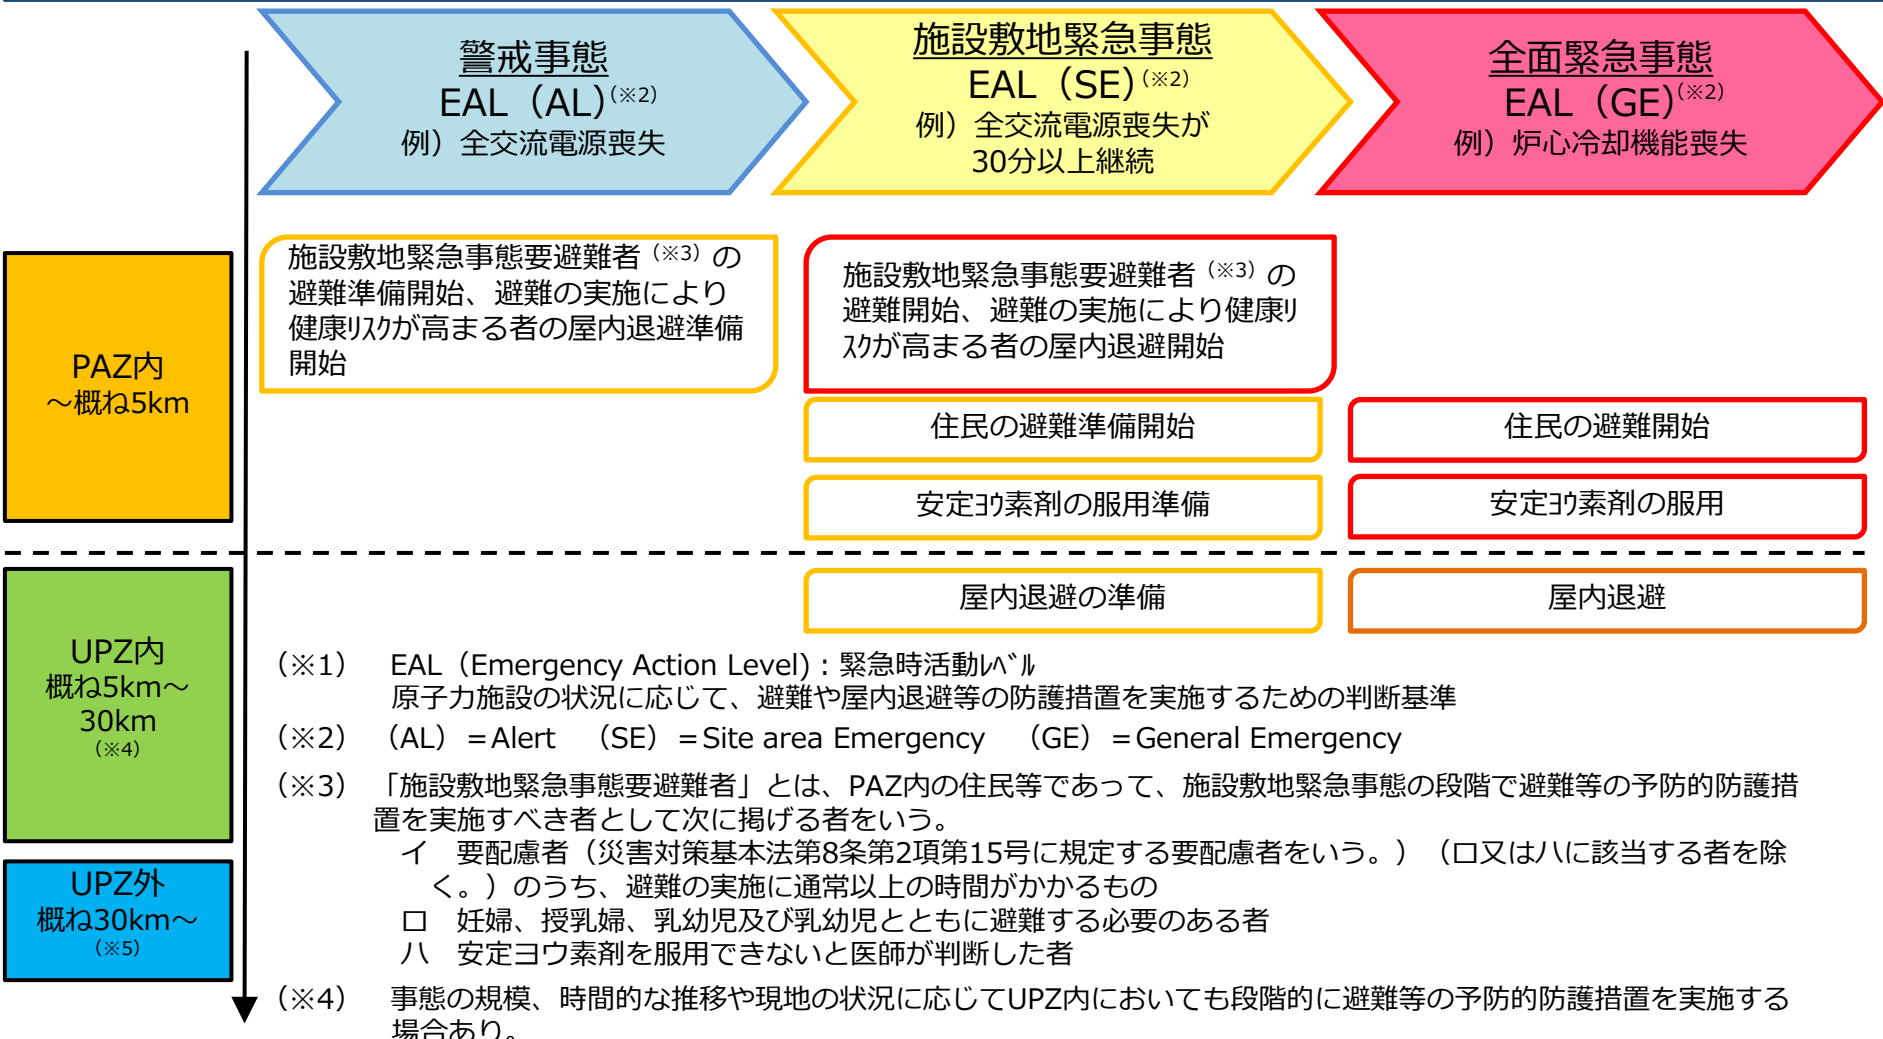 警戒事態
EAL（AL）(※2)
例）全交流電源喪失
施設敷地緊急事態
EAL（SE）(※2)
例）全交流電源喪失が
30分以上継続
全面緊急事態
EAL（GE）(※2)
例）炉心冷却機能喪失
PAZ内
～概ね5km
施設敷地緊急事態要避難者（※3）の
避難準備開始、避難の実施により
健康ﾘｽｸが高まる者の屋内退避準備
開始
施設敷地緊急事態要避難者（※3）の
避難開始、避難の実施により健康ﾘ
ｽｸが高まる者の屋内退避開始
住民の避難準備開始
住民の避難開始
安定ﾖｳ素剤の服用準備
安定ﾖｳ素剤の服用
UPZ内
概ね5km～
30km
（※4）
屋内退避の準備
屋内退避
UPZ外
概ね30km～
（※5）
（※1） EAL（Emergency Action Level)：緊急時活動ﾚﾍﾞﾙ
原子力施設の状況に応じて、避難や屋内退避等の防護措置を実施するための判断基準
（※2）（AL）＝Alert （SE）＝Site area Emergency （GE）＝General Emergency
（※3）「施設敷地緊急事態要避難者」とは、PAZ内の住民等であって、施設敷地緊急事態の段階で避難等の予防的防護措
置を実施すべき者として次に掲げる者をいう。
イ 要配慮者（災害対策基本法第8条第2項第15号に規定する要配慮者をいう。）（ロ又はハに該当する者を除
く。）のうち、避難の実施に通常以上の時間がかかるもの
ロ 妊婦、授乳婦、乳幼児及び乳幼児とともに避難する必要のある者
ハ 安定ヨウ素剤を服用できないと医師が判断した者
（※4） 事態の規模、時間的な推移や現地の状況に応じてUPZ内においても段階的に避難等の予防的防護措置を実施する
場合あり。